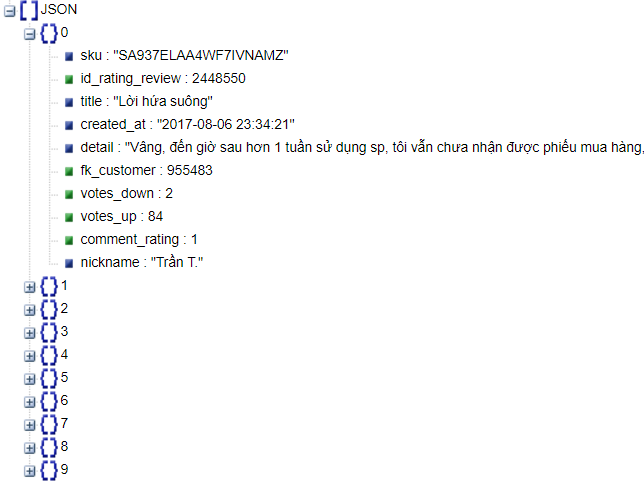 JSON
0
sku : "SA937ELAA4WF7IVNAMZ"
id_rating_review : 2448550
title : "Lời hứa suông"
created_at : "2017-08-06 23:34:21"
detail : "Vâng, đến giờ sau hơn 1 tuần sử dụng sp, tôi vẫn chưa nhận được phiếu mua hàng,
fk_customer : 955483
votes_down : 2
votes_up : 84
comment_rating : 1
nickname : "Trần T."
1
2
3
4
5
6
7
8
9